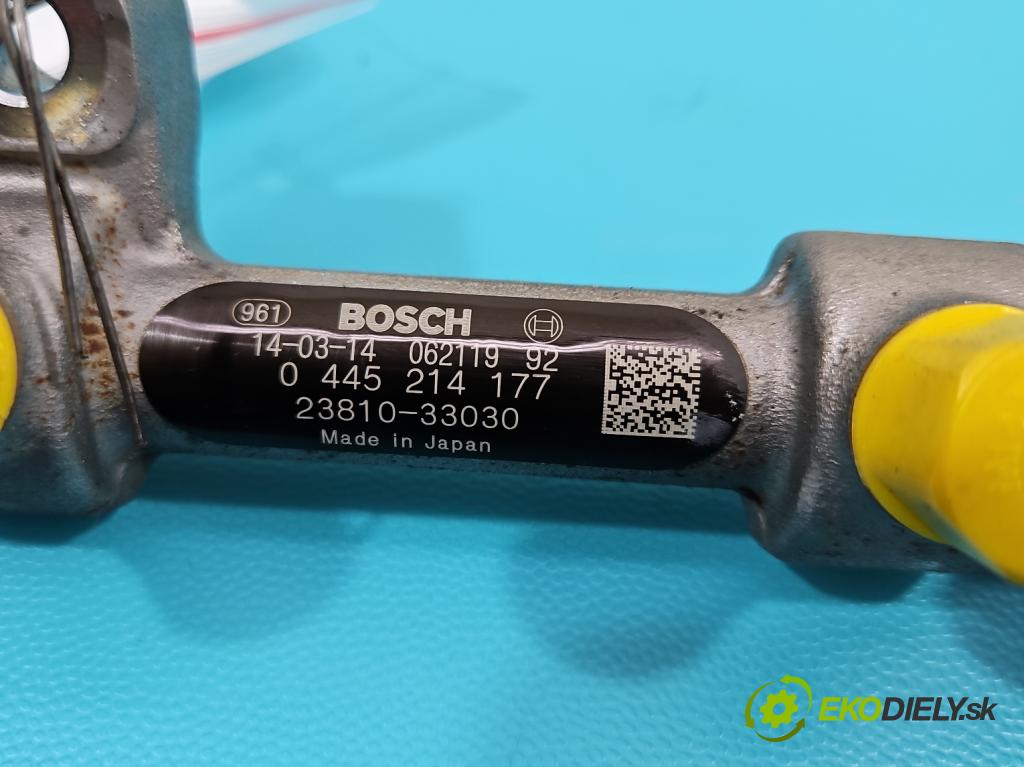 961 BOSCH
14-03-14 062119 92
0 445 214 177
23810-33030
Made in Japan
EKODIELY.sk